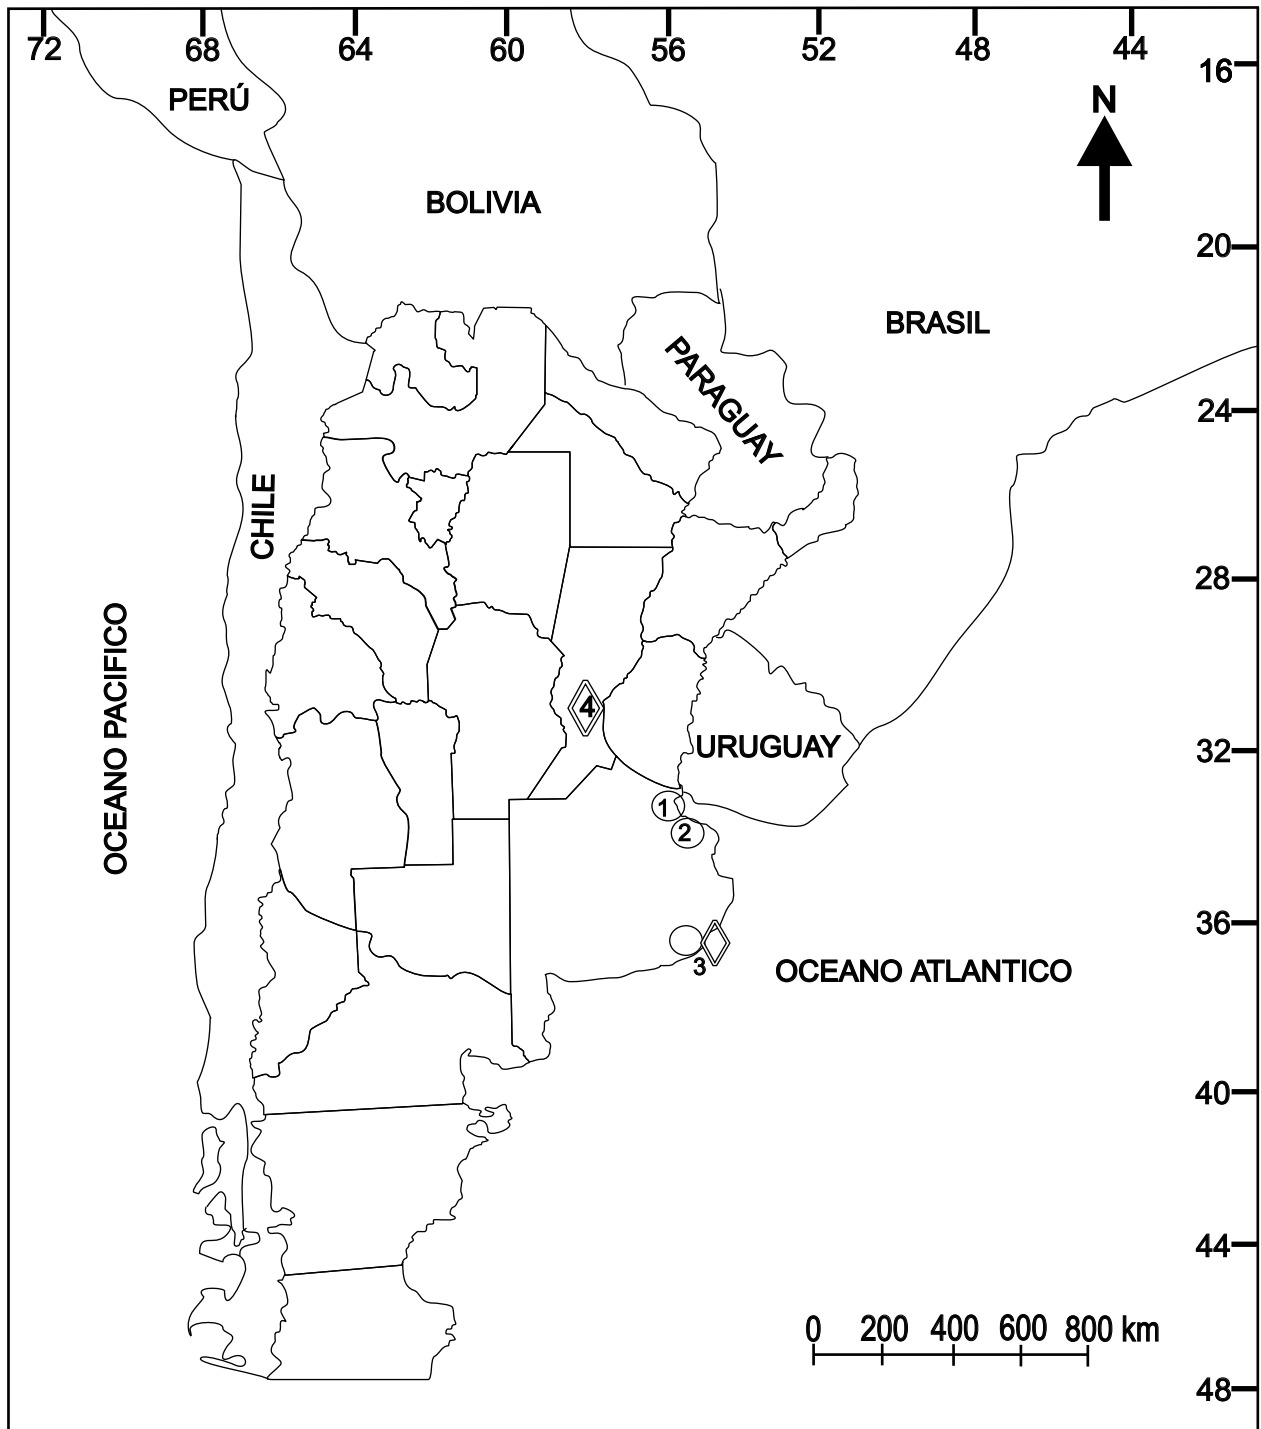 72 68 64 60 56 52 48 44
16
PERÚ
N
BOLIVIA
20
BRASIL
PARAGUAY
24
CHILE
28
OCEANO PACIFICO
4
URUGUAY
32
1
2
36
3
OCEANO ATLANTICO
40
44
0 200 400 600 800 km
48